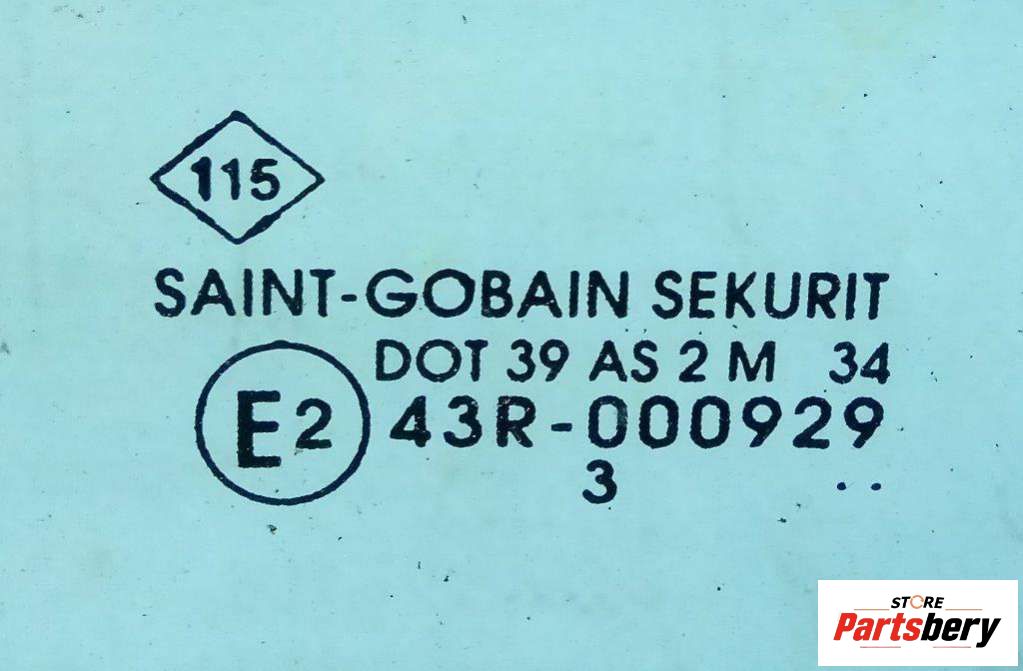 115
SAINT-GOBAIN SEKURIT
DOT 39 AS 2 M 34
E2 43R-000929
3 ..
STORE
Partsbery